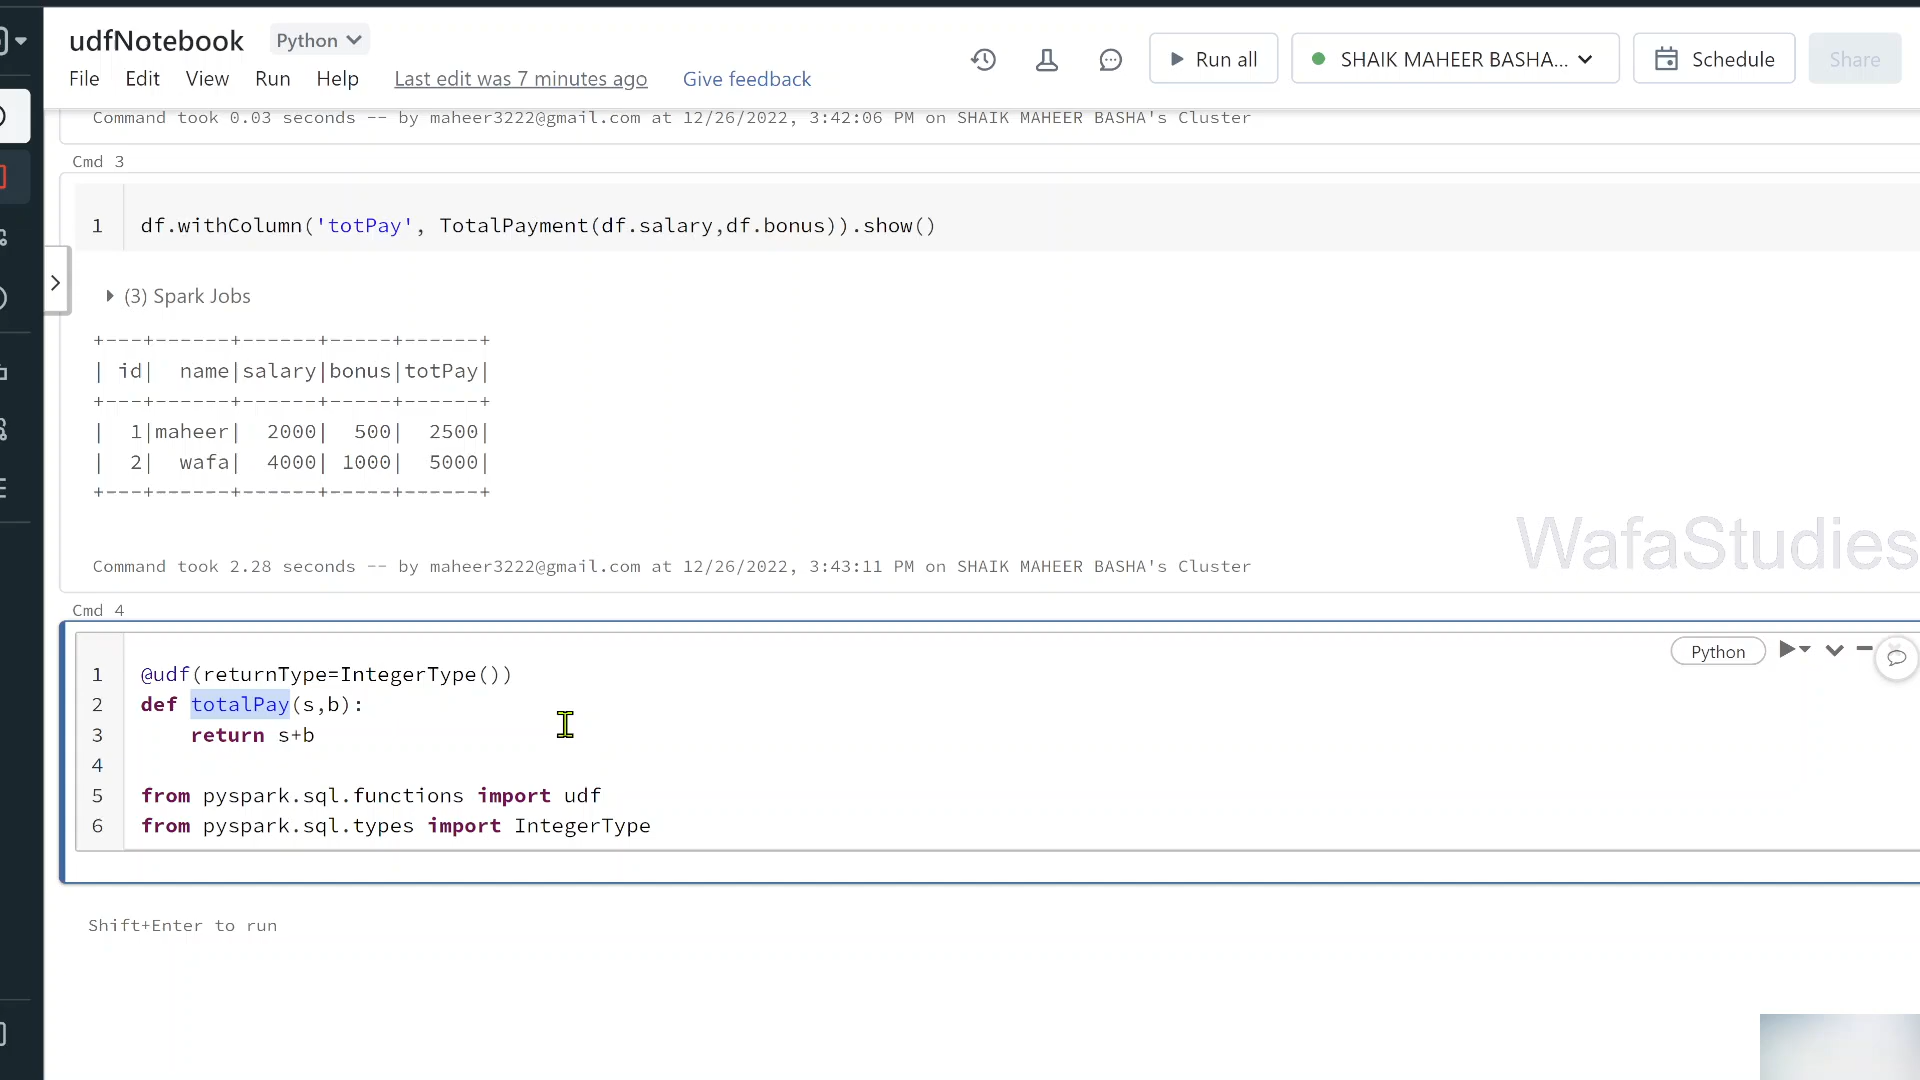 udfNotebook Python
File Edit View Run Help Last edit was 7 minutes ago Give feedback
Run all SHAIK MAHEER BASHA... Schedule Share
Command took 0.03 seconds -- by maheer3222@gmail.com at 12/26/2022, 3:42:06 PM on SHAIK MAHEER BASHA's Cluster
Cmd 3
1 df.withColumn('totPay', TotalPayment(df.salary,df.bonus)).show()
(3) Spark Jobs
+---+------+------+-----+------+
| id|  name|salary|bonus|totPay|
+---+------+------+-----+------+
|  1|maheer|  2000|  500|  2500|
|  2|  wafa|  4000| 1000|  5000|
+---+------+------+-----+------+
WafaStudies
Command took 2.28 seconds -- by maheer3222@gmail.com at 12/26/2022, 3:43:11 PM on SHAIK MAHEER BASHA's Cluster
Cmd 4
Python
1 @udf(returnType=IntegerType())
2 def totalPay(s,b):
3     return s+b
4
5 from pyspark.sql.functions import udf
6 from pyspark.sql.types import IntegerType
Shift+Enter to run